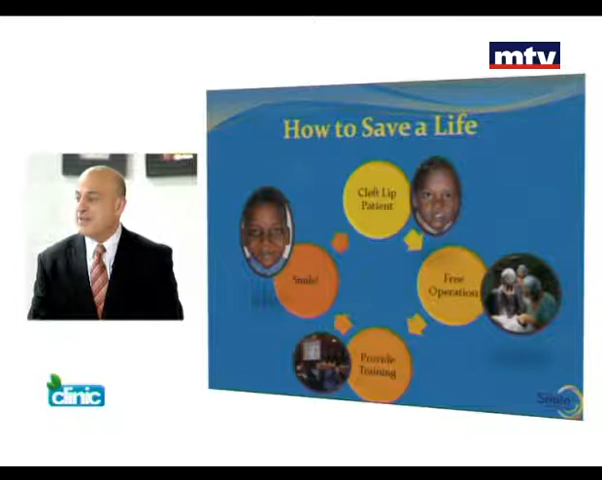 mtv
How to Save a Life
Cleft Lip
Patient
Free
Operation
Provide
Training
Smile!
clinic
Smile